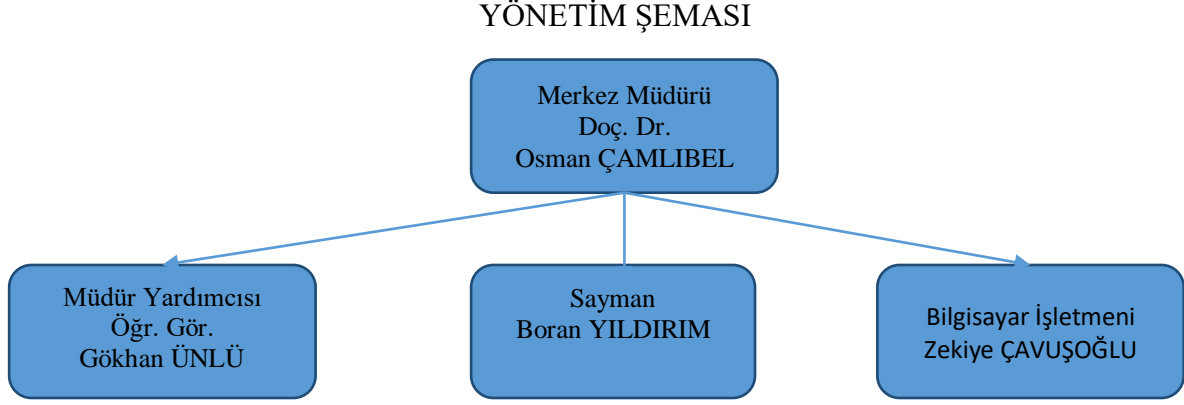 YÖNETİM ŞEMASI
Merkez Müdürü
Doç. Dr.
Osman ÇAMLIBEL
Müdür Yardımcısı
Öğr. Gör.
Gökhan ÜNLÜ
Sayman
Boran YILDIRIM
Bilgisayar İşletmeni
Zekiye ÇAVUŞOĞLU